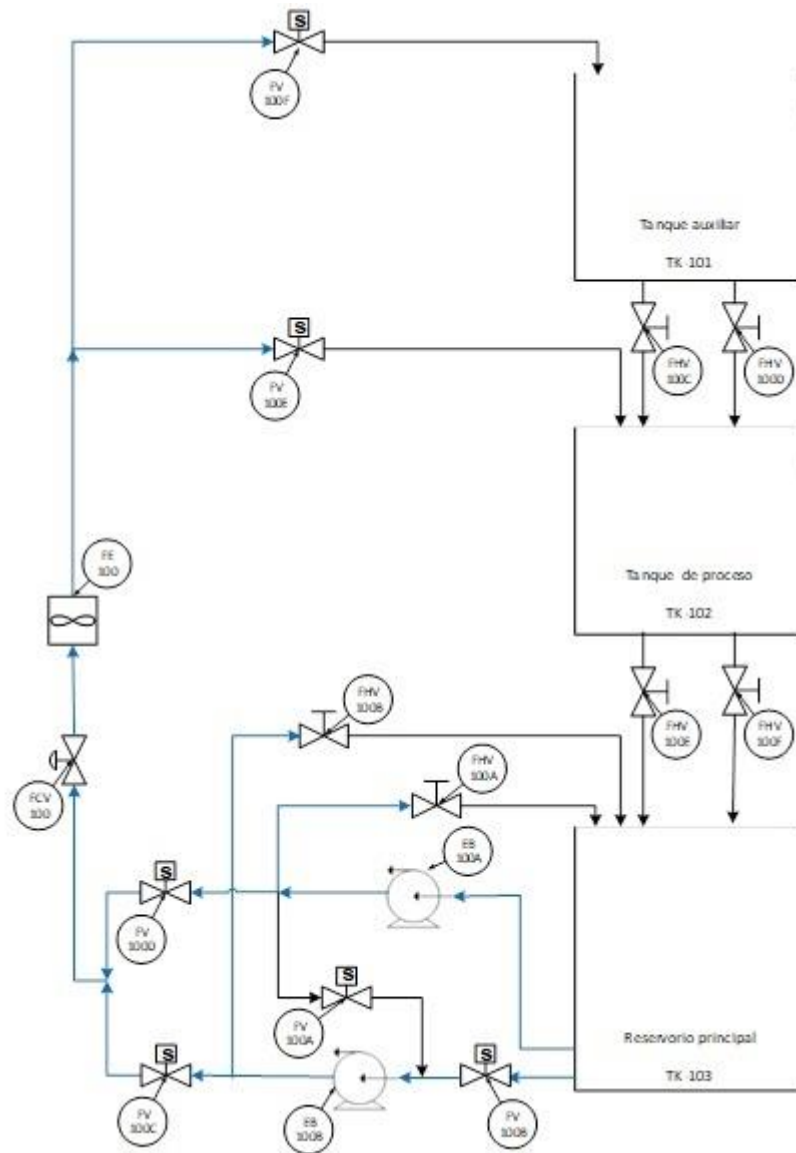 S
FV
100F
Tanque auxiliar
TK 101
S
FV
100E
FHV
100C
FHV
100D
FE
100
Tanque de proceso
TK 102
FHV
100B
FHV
100E
FHV
100F
FHV
100A
FCV
100
EB
100A
S
FV
100D
S
FV
100A
Reservorio principal
TK 103
S
FV
100C
EB
100B
S
FV
100B